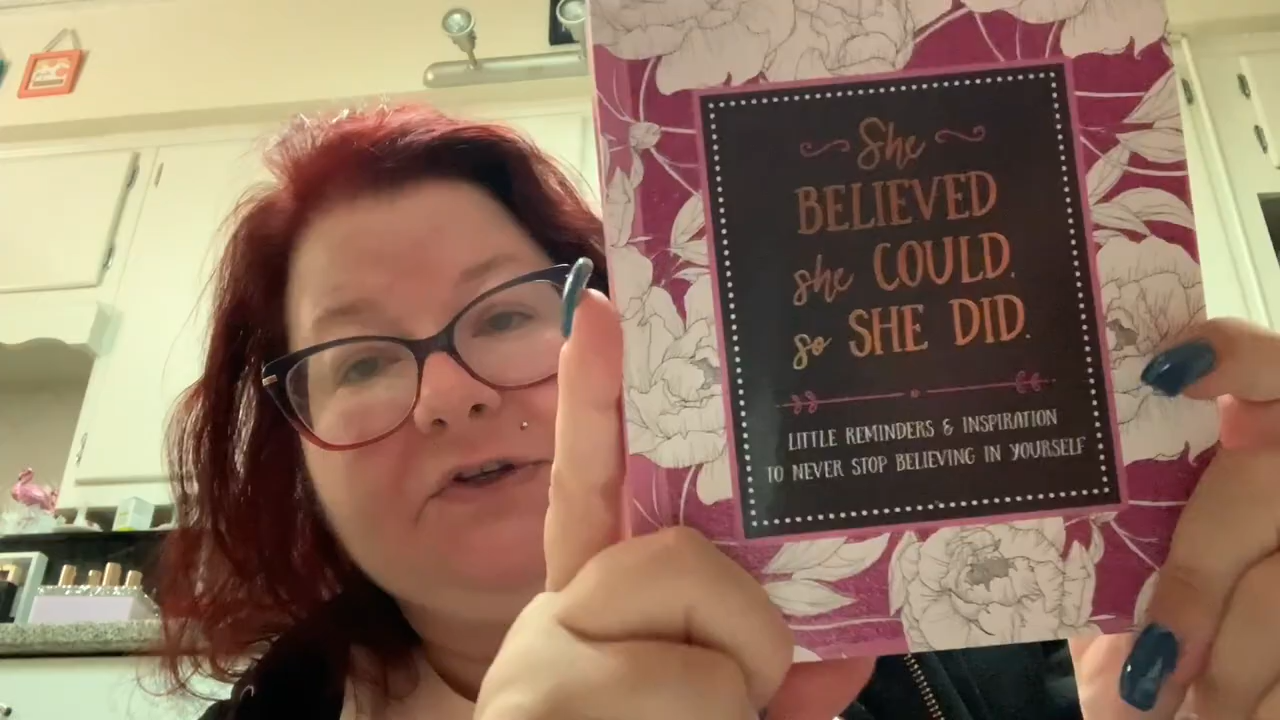 She
BELIEVED
she COULD,
so SHE DID.
LITTLE REMINDERS & INSPIRATION
TO NEVER STOP BELIEVING IN YOURSELF